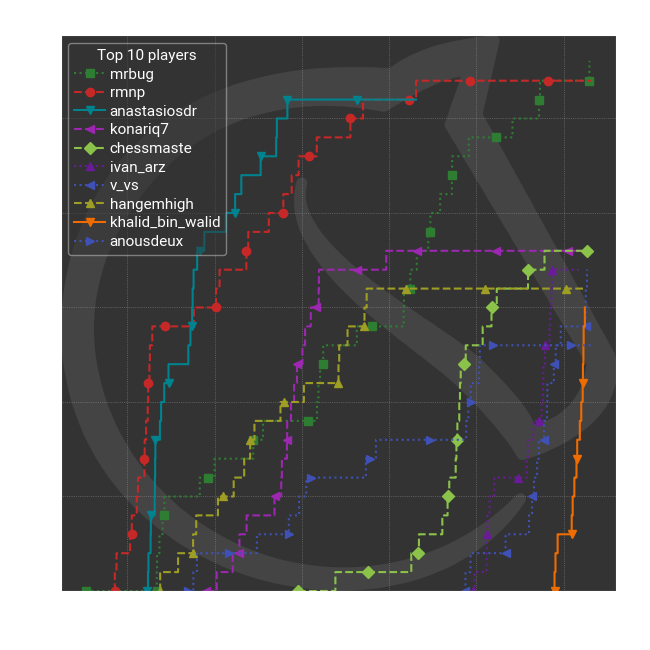 Top 10 players
mrbug
rmnp
anastasiosdr
konariq7
chessmaste
ivan_arz
v_vs
hangemhigh
khalid_bin_walid
anousdeux